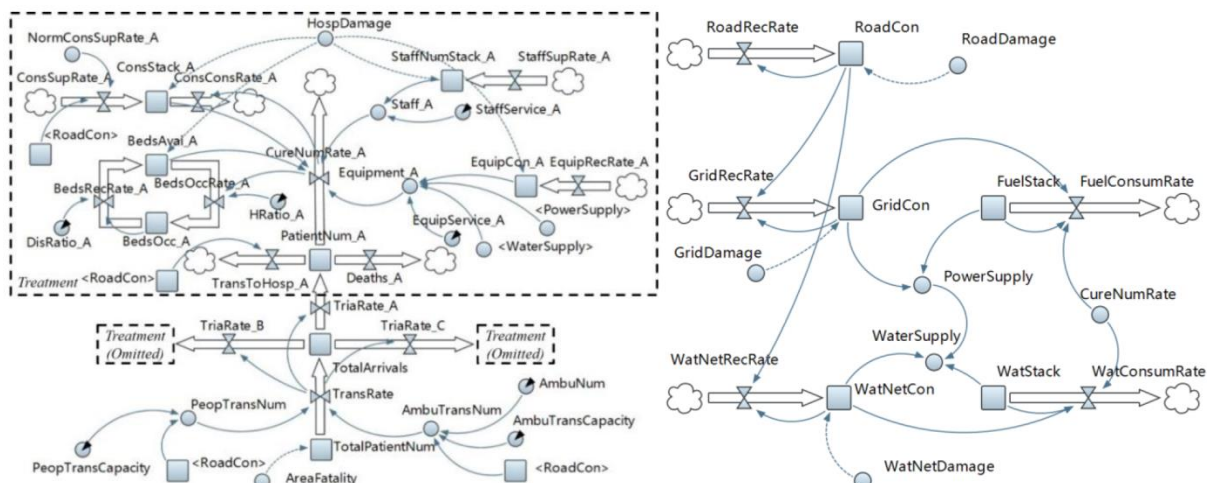 HospDamage
NormConsSupRate_A
ConsStack_A
StaffNumStack_A
StaffSupRate_A
ConsSupRate_A
ConsConsRate_A
Staff_A
StaffService_A
<RoadCon>
BedsAvai_A
CureNumRate_A
EquipCon_A
EquipRecRate_A
BedsRecRate_A
BedsOccRate_A
Equipment_A
<PowerSupply>
HRatio_A
EquipService_A
DisRatio_A
BedsOcc_A
PatientNum_A
<WaterSupply>
<RoadCon>
Treatment
TransToHosp_A
Deaths_A
TriaRate_A
TriaRate_B
TriaRate_C
Treatment
(Omitted)
Treatment
(Omitted)
TotalArrivals
TransRate
AmbuNum
PeopTransNum
AmbuTransNum
AmbuTransCapacity
TotalPatientNum
PeopTransCapacity
<RoadCon>
AreaFatality
<RoadCon>
RoadRecRate
RoadCon
RoadDamage
GridRecRate
GridCon
FuelStack
FuelConsumRate
GridDamage
PowerSupply
CureNumRate
WaterSupply
WatNetRecRate
WatNetCon
WatStack
WatConsumRate
WatNetDamage